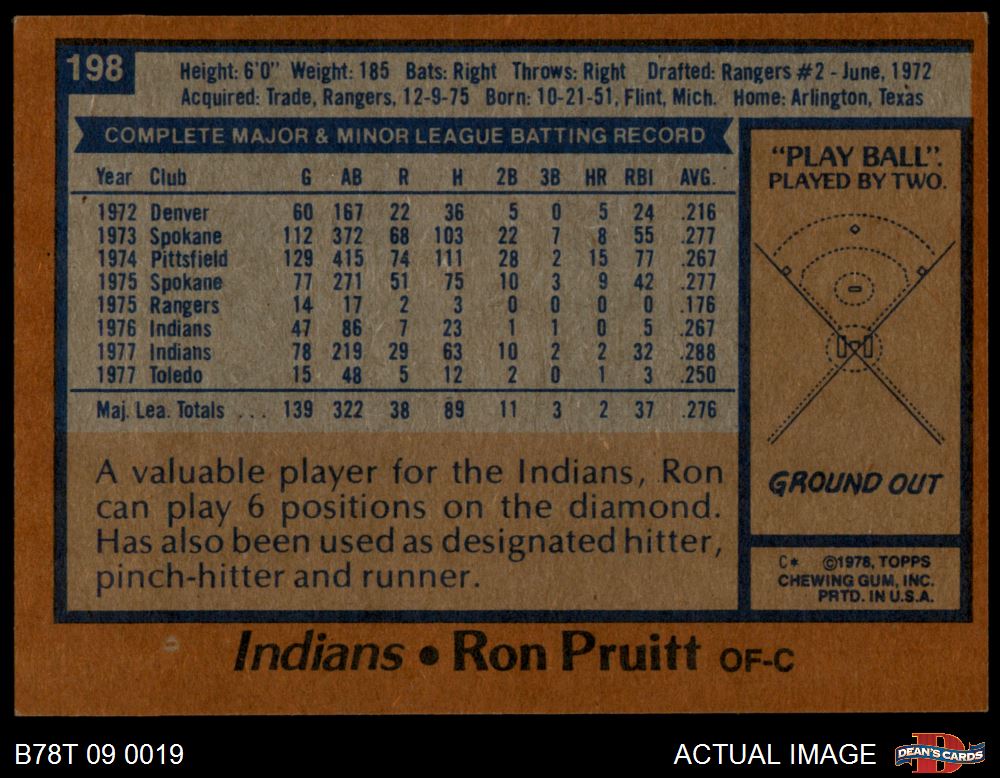 198
Height: 6'0" Weight: 185 Bats: Right Throws: Right Drafted: Rangers #2 - June, 1972
Acquired: Trade, Rangers, 12-9-75 Born: 10-21-51, Flint, Mich. Home: Arlington, Texas
COMPLETE MAJOR & MINOR LEAGUE BATTING RECORD
Year Club G AB R H 2B 3B HR RBI AVG.
1972 Denver 60 167 22 36 5 0 5 24 .216
1973 Spokane 112 372 68 103 22 7 8 55 .277
1974 Pittsfield 129 415 74 111 28 2 15 77 .267
1975 Spokane 77 271 51 75 10 3 9 42 .277
1975 Rangers 14 17 2 3 0 0 0 0 .176
1976 Indians 47 86 7 23 1 1 0 5 .267
1977 Indians 78 219 29 63 10 2 2 32 .288
1977 Toledo 15 48 5 12 2 0 1 3 .250
Maj. Lea. Totals ... 139 322 38 89 11 3 2 37 .276
A valuable player for the Indians, Ron
can play 6 positions on the diamond.
Has also been used as designated hitter,
pinch-hitter and runner.
"PLAY BALL".
PLAYED BY TWO.
GROUND OUT
C* ©1978, TOPPS
CHEWING GUM, INC.
PRTD. IN U.S.A.
Indians • Ron Pruitt OF-C
B78T 09 0019
ACTUAL IMAGE
DEAN'S CARDS